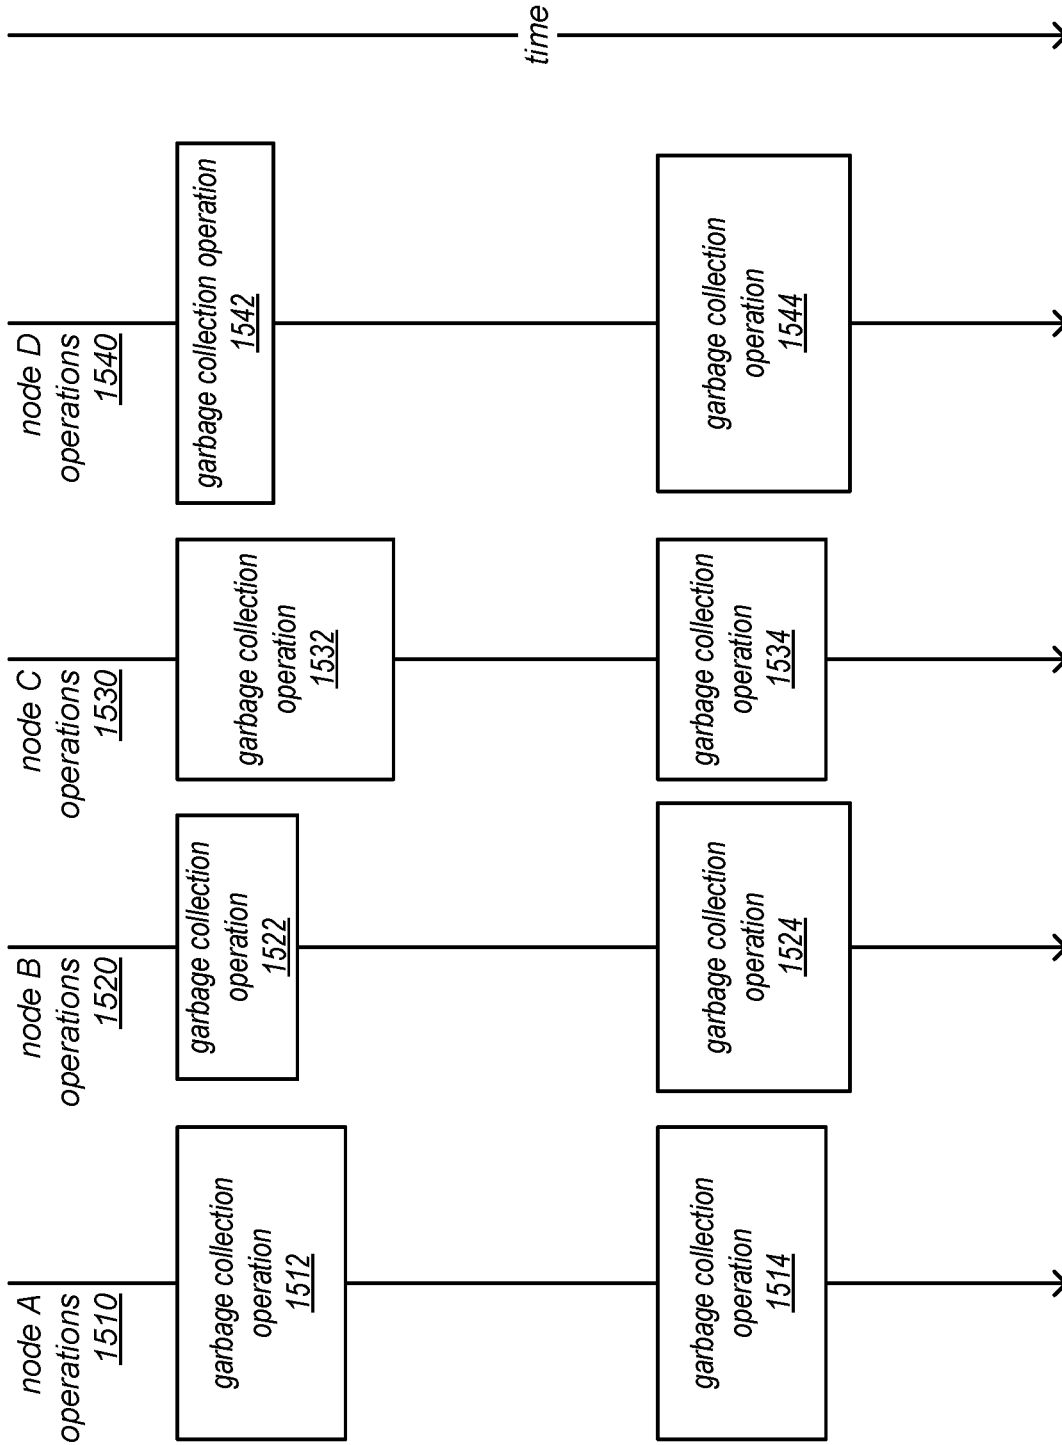 node A
operations
1510
garbage collection
operation
1512
garbage collection
operation
1514
node B
operations
1520
garbage collection
operation
1522
garbage collection
operation
1524
node C
operations
1530
garbage collection
operation
1532
garbage collection
operation
1534
node D
operations
1540
garbage collection operation
1542
garbage collection
operation
1544
time